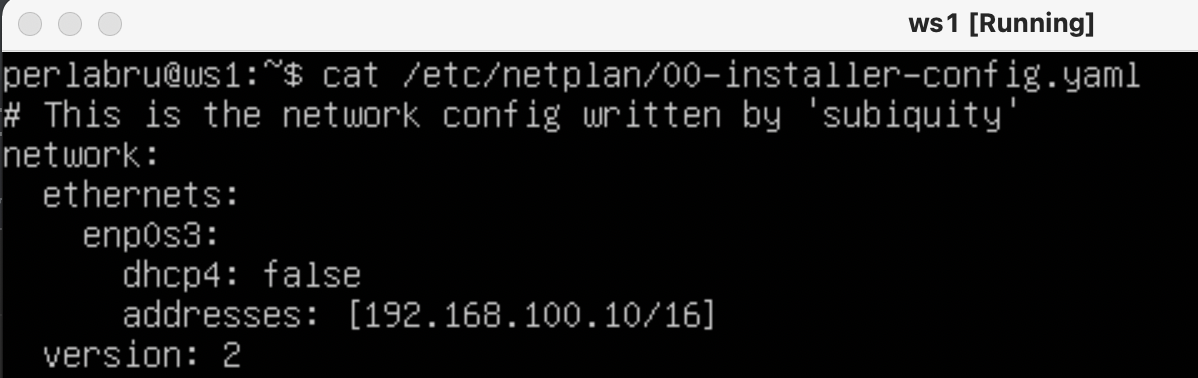 ws1 [Running]
perlabru@ws1:~$ cat /etc/netplan/00-installer-config.yaml
# This is the network config written by 'subiquity'
network:
  ethernets:
    enp0s3:
      dhcp4: false
      addresses: [192.168.100.10/16]
  version: 2